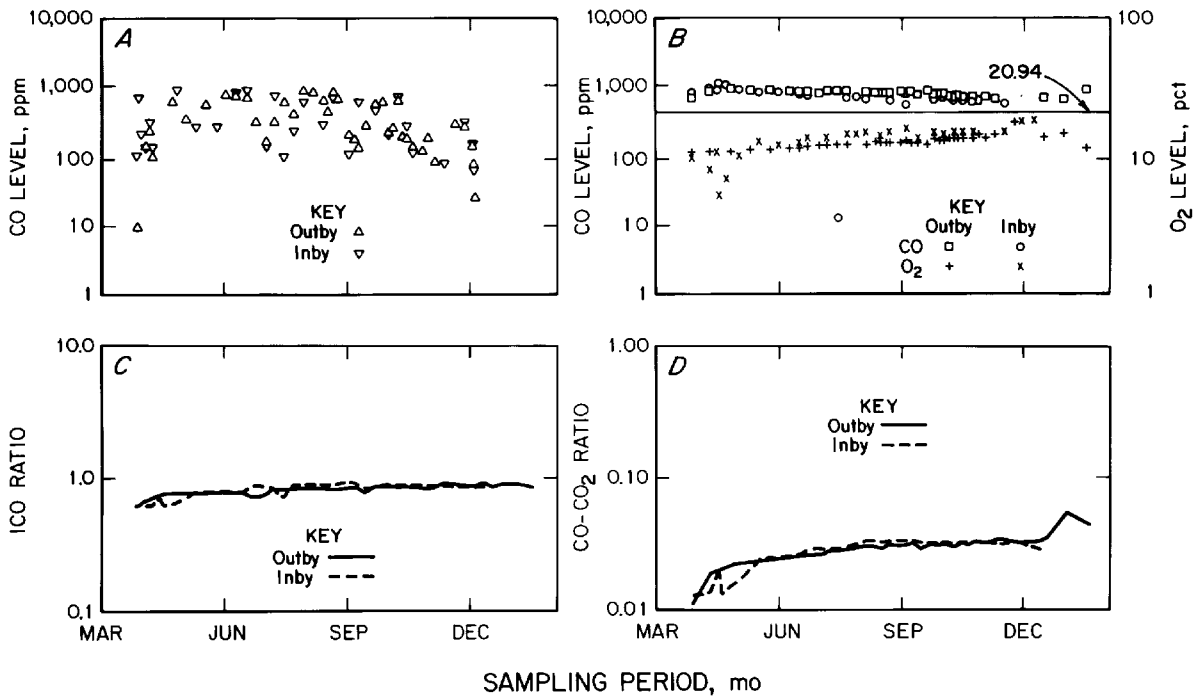 A
10,000
1,000
100
10
1
CO LEVEL, ppm
KEY
Outby △
Inby ▽
B
10,000
1,000
100
10
1
CO LEVEL, ppm
20.94
100
10
1
O2 LEVEL, pct
KEY
Outby Inby
CO □ ○
O2 + x
C
10.0
1.0
0.1
ICO RATIO
KEY
Outby
Inby
MAR JUN SEP DEC
D
1.00
0.10
0.01
CO-CO2 RATIO
KEY
Outby
Inby
MAR JUN SEP DEC
SAMPLING PERIOD, mo